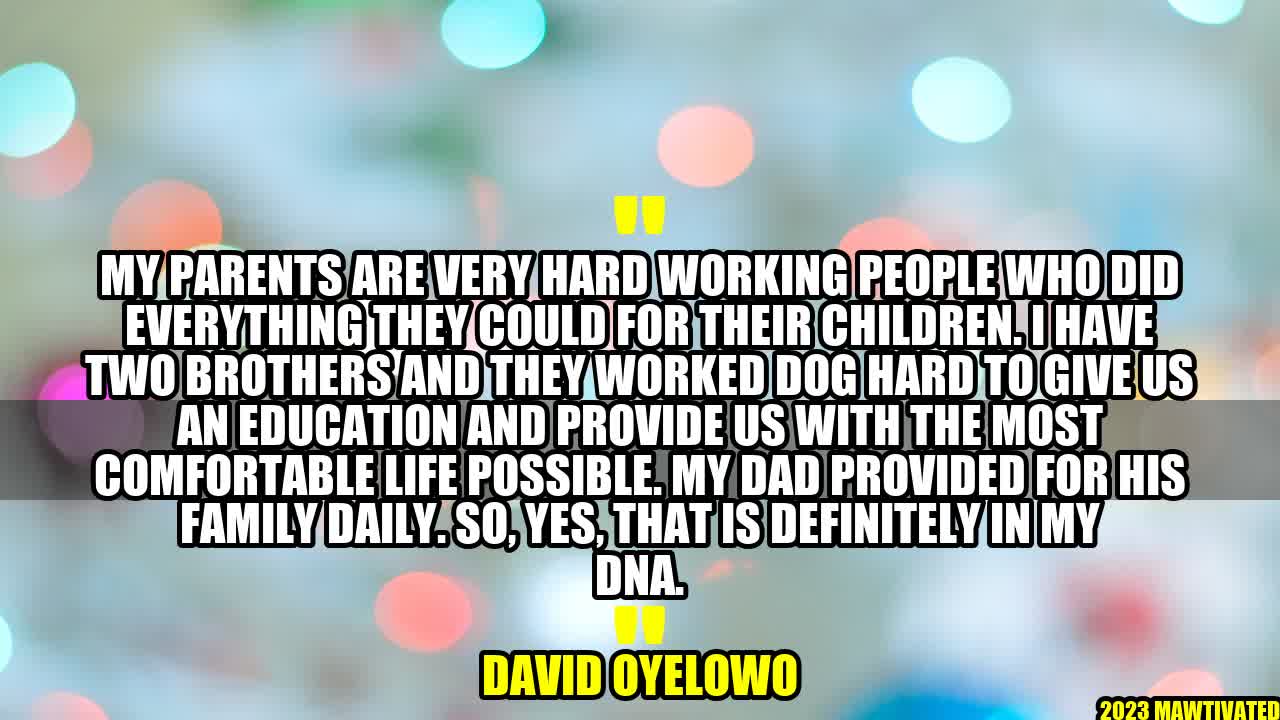 "
MY PARENTS ARE VERY HARD WORKING PEOPLE WHO DID
EVERYTHING THEY COULD FOR THEIR CHILDREN. I HAVE
TWO BROTHERS AND THEY WORKED DOG HARD TO GIVE US
AN EDUCATION AND PROVIDE US WITH THE MOST
COMFORTABLE LIFE POSSIBLE. MY DAD PROVIDED FOR HIS
FAMILY DAILY. SO, YES, THAT IS DEFINITELY IN MY
DNA.
"
DAVID OYELOWO
2023 MAWTIVATED